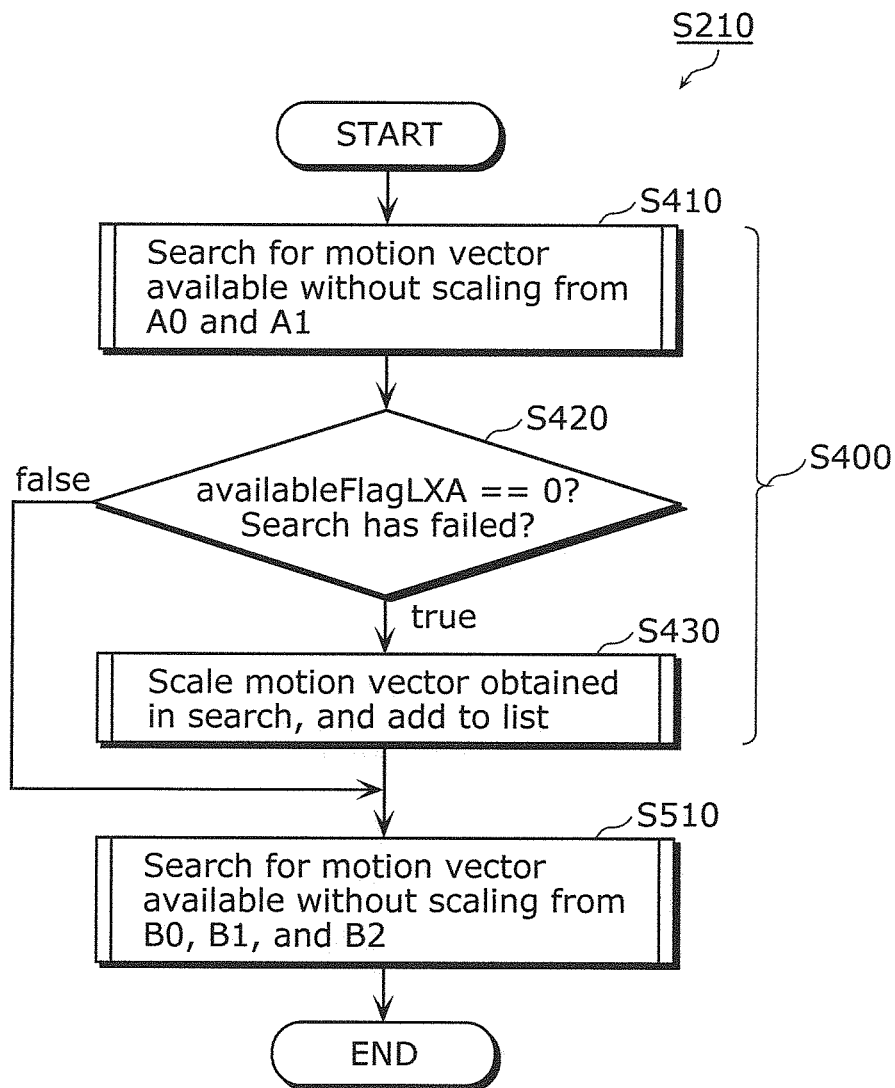 S210
START
S410
Search for motion vector
available without scaling from
A0 and A1
S420
false
availableFlagLXA == 0?
Search has failed?
S400
true
S430
Scale motion vector obtained
in search, and add to list
S510
Search for motion vector
available without scaling from
B0, B1, and B2
END